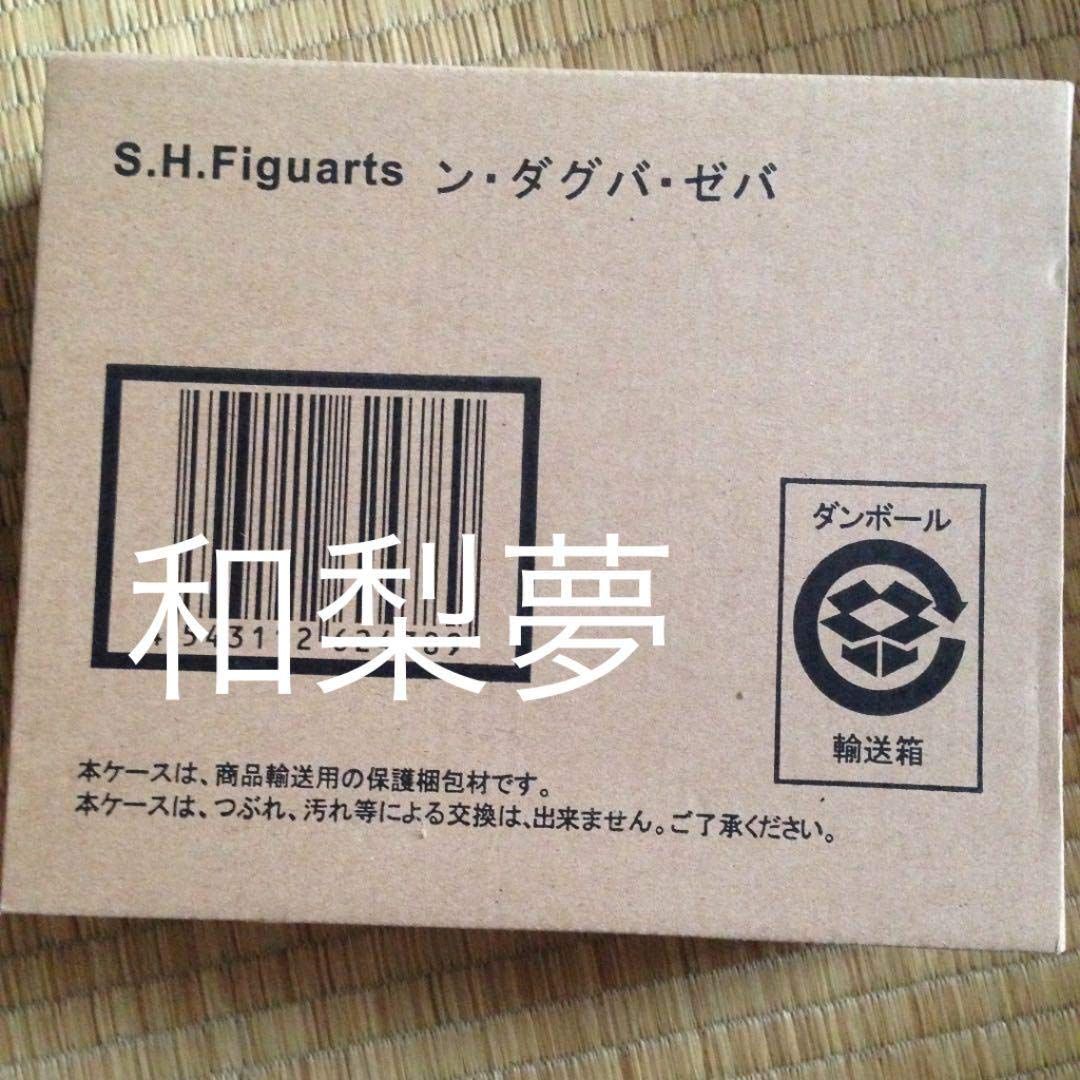 S.H.Figuarts ン・ダグバ・ゼバ
和梨夢
ダンボール
輸送箱
本ケースは、商品輸送用の保護梱包材です。
本ケースは、つぶれ、汚れ等による交換は、出来ません。ご了承ください。